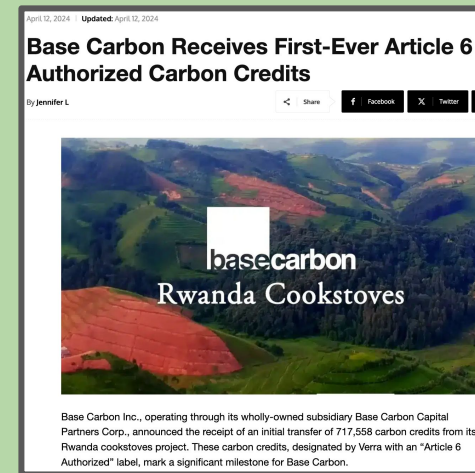 April 12, 2024 | Updated: April 12, 2024
Base Carbon Receives First-Ever Article 6
Authorized Carbon Credits
By Jennifer L
Share
Facebook
Twitter
basecarbon
Rwanda Cookstoves
Base Carbon Inc., operating through its wholly-owned subsidiary Base Carbon Capital
Partners Corp., announced the receipt of an initial transfer of 717,558 carbon credits from its
Rwanda cookstoves project. These carbon credits, designated by Verra with an “Article 6
Authorized” label, mark a significant milestone for Base Carbon.